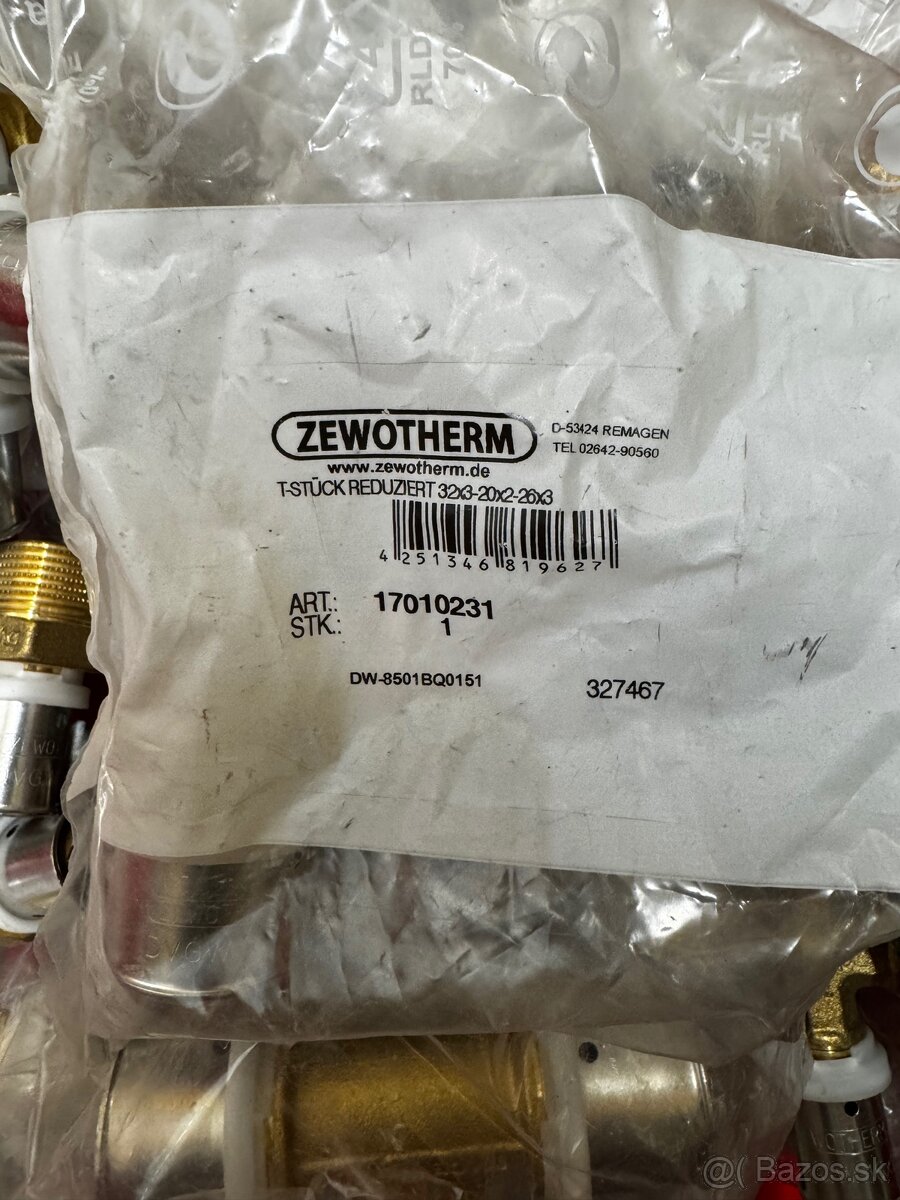 ZEWOTHERM
D-53424 REMAGEN
TEL 02642-90560
www.zewotherm.de
T-STÜCK REDUZIERT 32x3-20x2-26x3
4 251346 819627
ART.: 17010231
STK.: 1
DW-8501BQ0151
327467
@( Bazos.sk